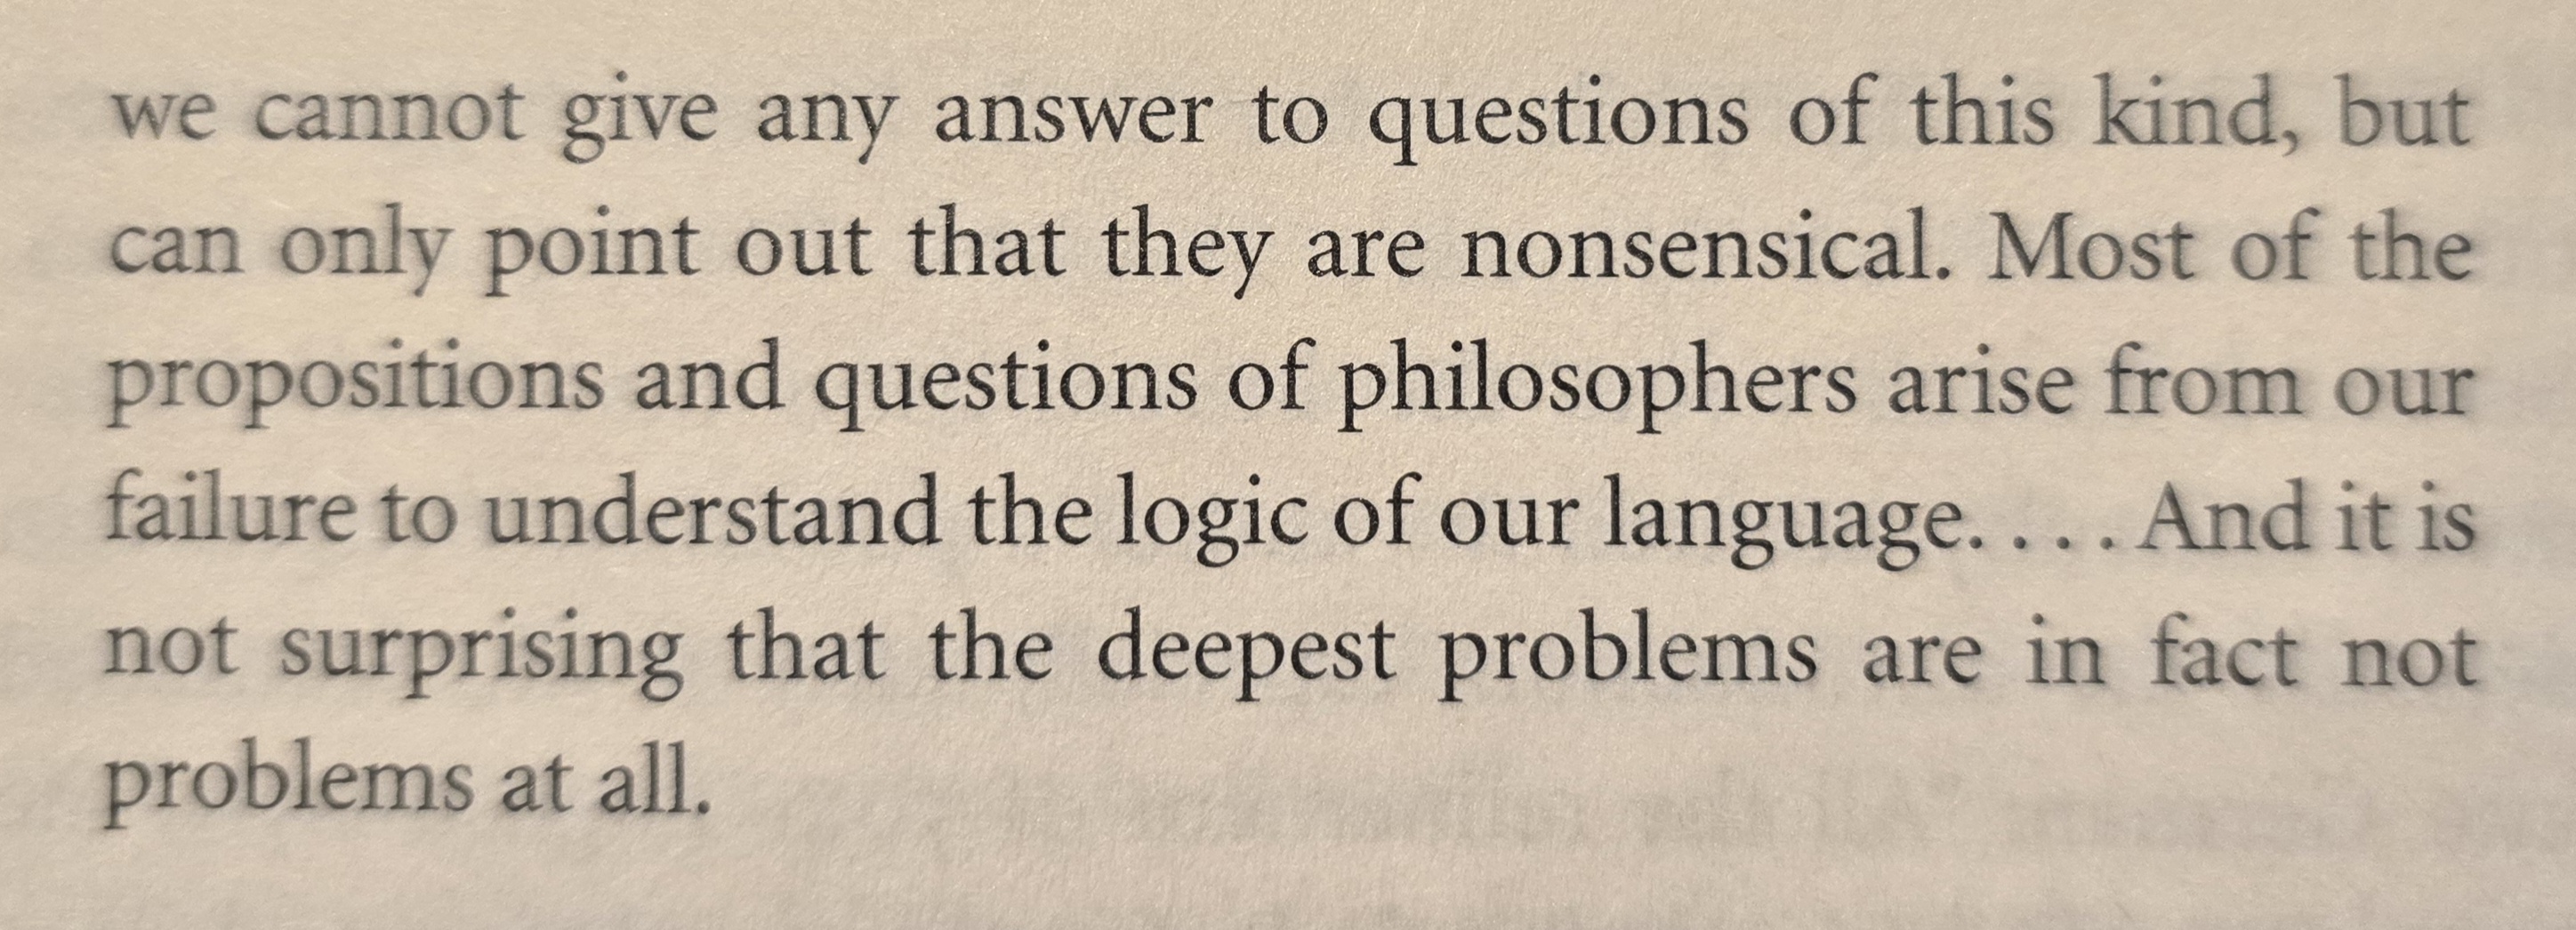 we cannot give any answer to questions of this kind, but
can only point out that they are nonsensical. Most of the
propositions and questions of philosophers arise from our
failure to understand the logic of our language. . . . And it is
not surprising that the deepest problems are in fact not
problems at all.